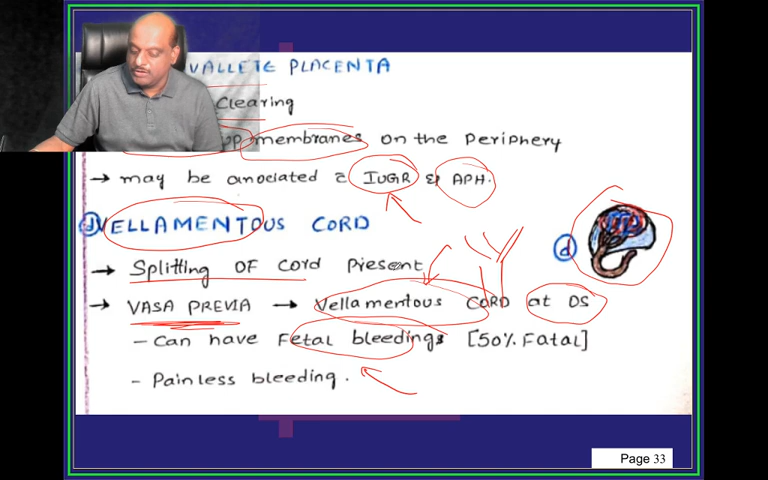 VALLETE PLACENTA
Clearing
membranes on the Periphery
→ may be anociated c̄ IUGR & APH.
d VELLAMENTOUS CORD
→ Splitting OF Cord Present
d
→ VASA PREVIA → Vellamentous CORD at OS
- Can have Fetal bleedings [50% Fatal]
- Painless bleeding.
Page 33